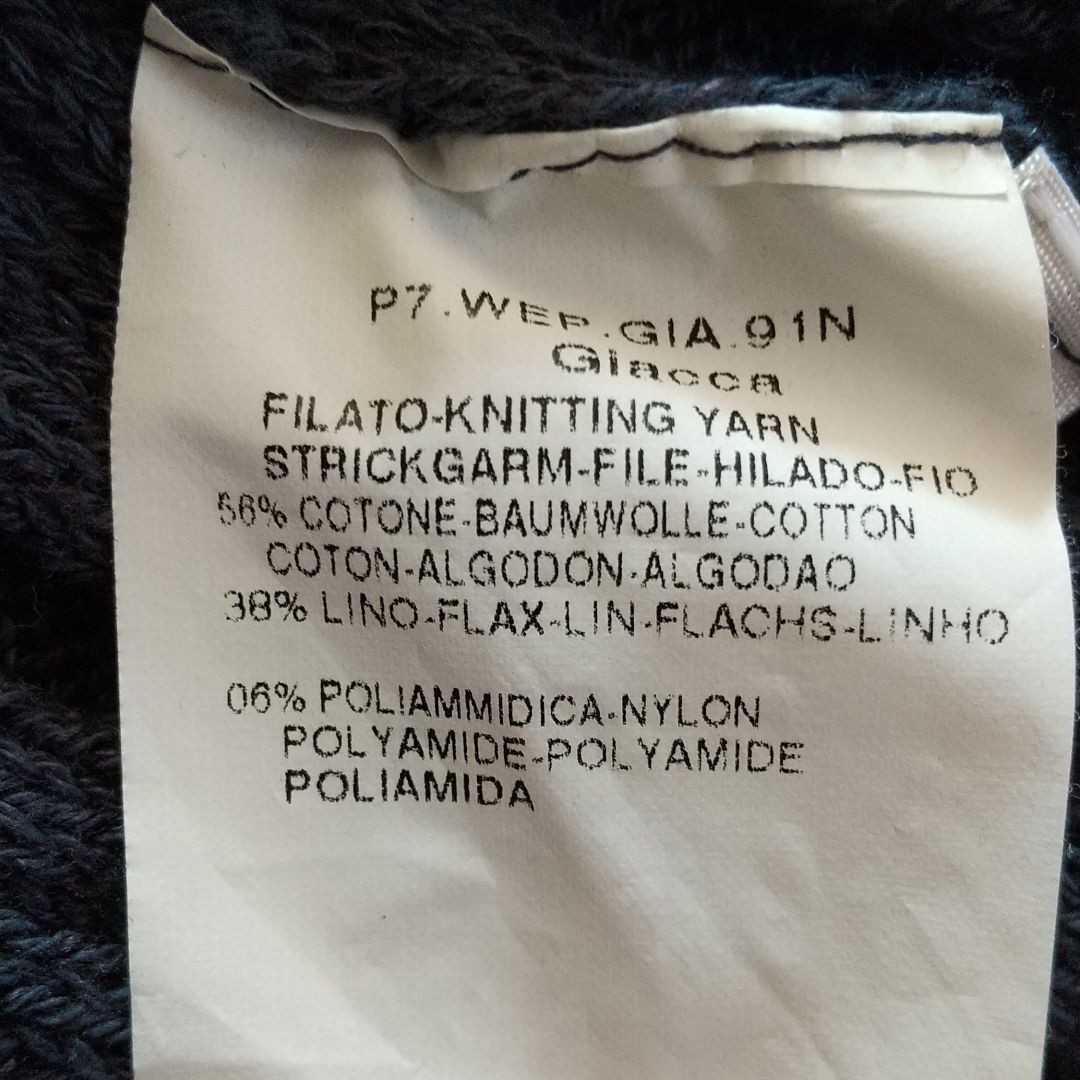 P7.WEP.GIA.91N
Giacca
FILATO-KNITTING YARN
STRICKGARM-FILE-HILADO-FIO
56% COTONE-BAUMWOLLE-COTTON
COTON-ALGODON-ALGODAO
38% LINO-FLAX-LIN-FLACHS-LINHO
06% POLIAMMIDICA-NYLON
POLYAMIDE-POLYAMIDE
POLIAMIDA